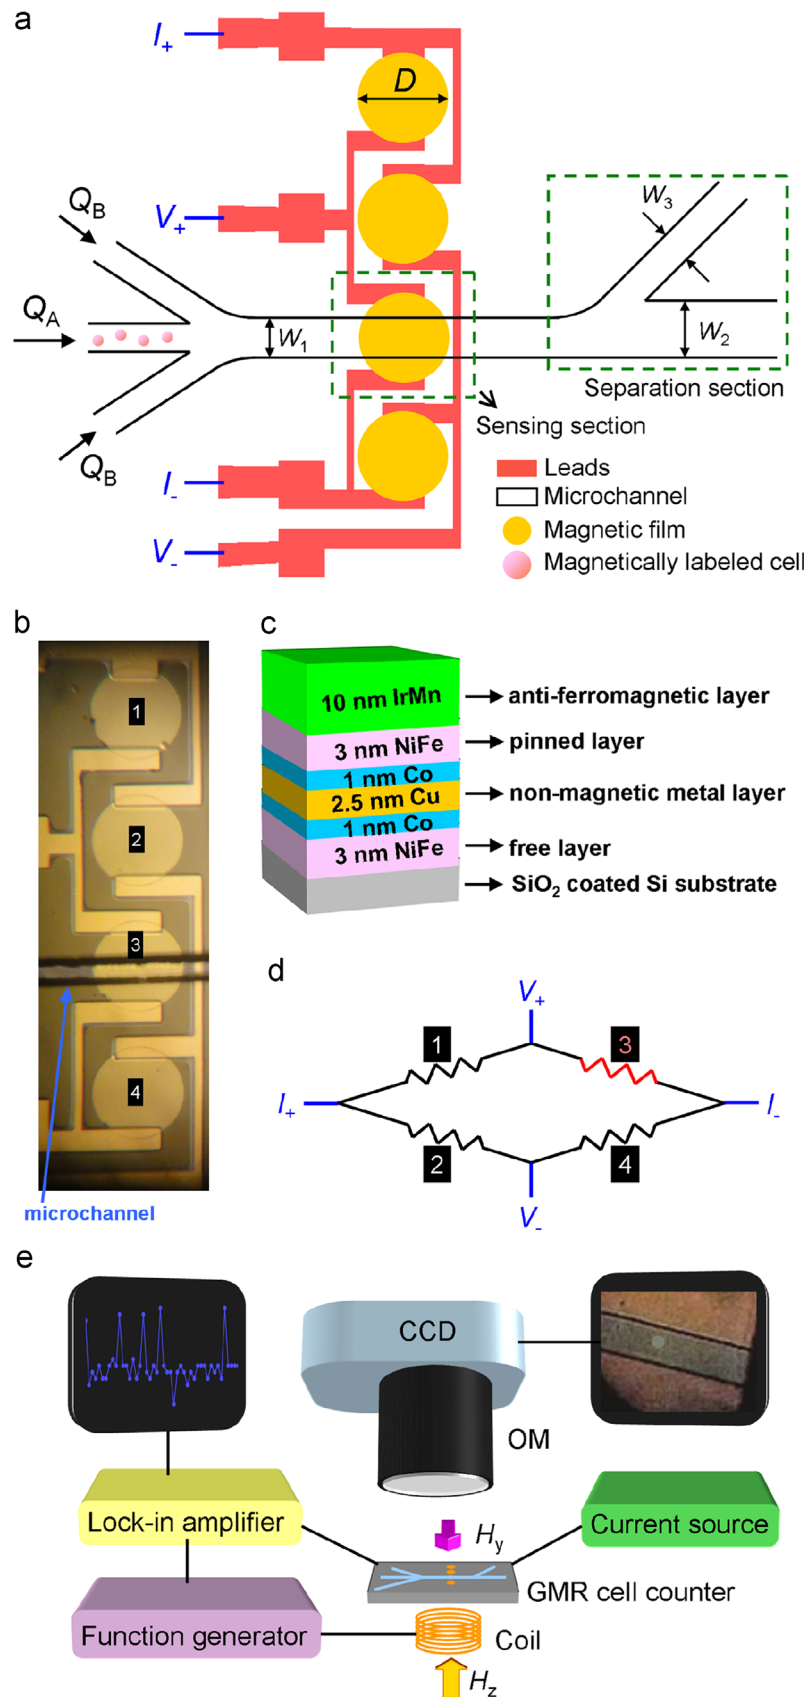 a
I+
D
QB
V+
W3
QA
W1
W2
Separation section
Sensing section
QB
I-
Leads
Microchannel
V-
Magnetic film
Magnetically labeled cell
b
1
2
3
4
microchannel
c
10 nm IrMn
anti-ferromagnetic layer
3 nm NiFe
pinned layer
1 nm Co
2.5 nm Cu
non-magnetic metal layer
1 nm Co
3 nm NiFe
free layer
SiO2 coated Si substrate
d
V+
1
3
I+
I-
2
4
V-
e
CCD
OM
Lock-in amplifier
Hy
Current source
GMR cell counter
Function generator
Coil
Hz